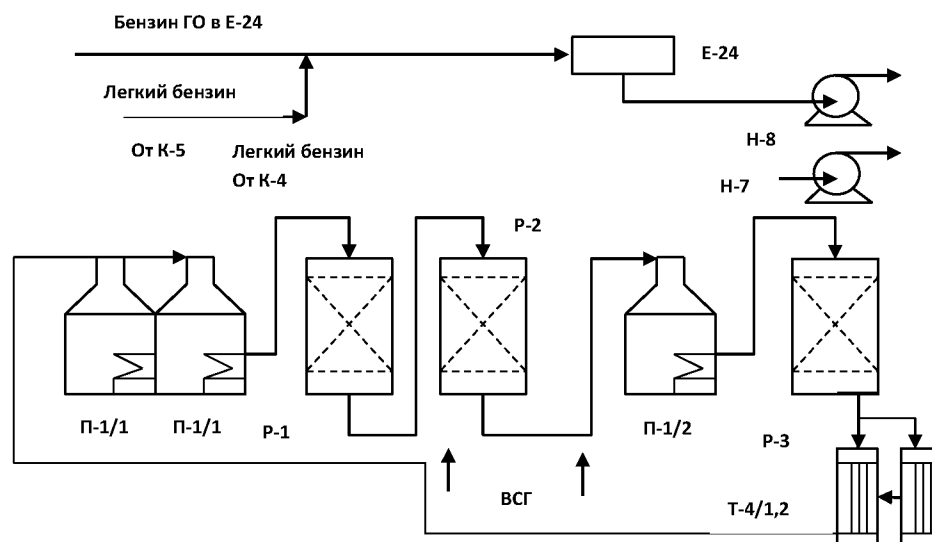 Бензин ГО в Е-24
Е-24
Легкий бензин
От К-5
Легкий бензин
От К-4
Н-8
Н-7
Р-2
П-1/1
П-1/1
Р-1
П-1/2
Р-3
ВСГ
Т-4/1,2